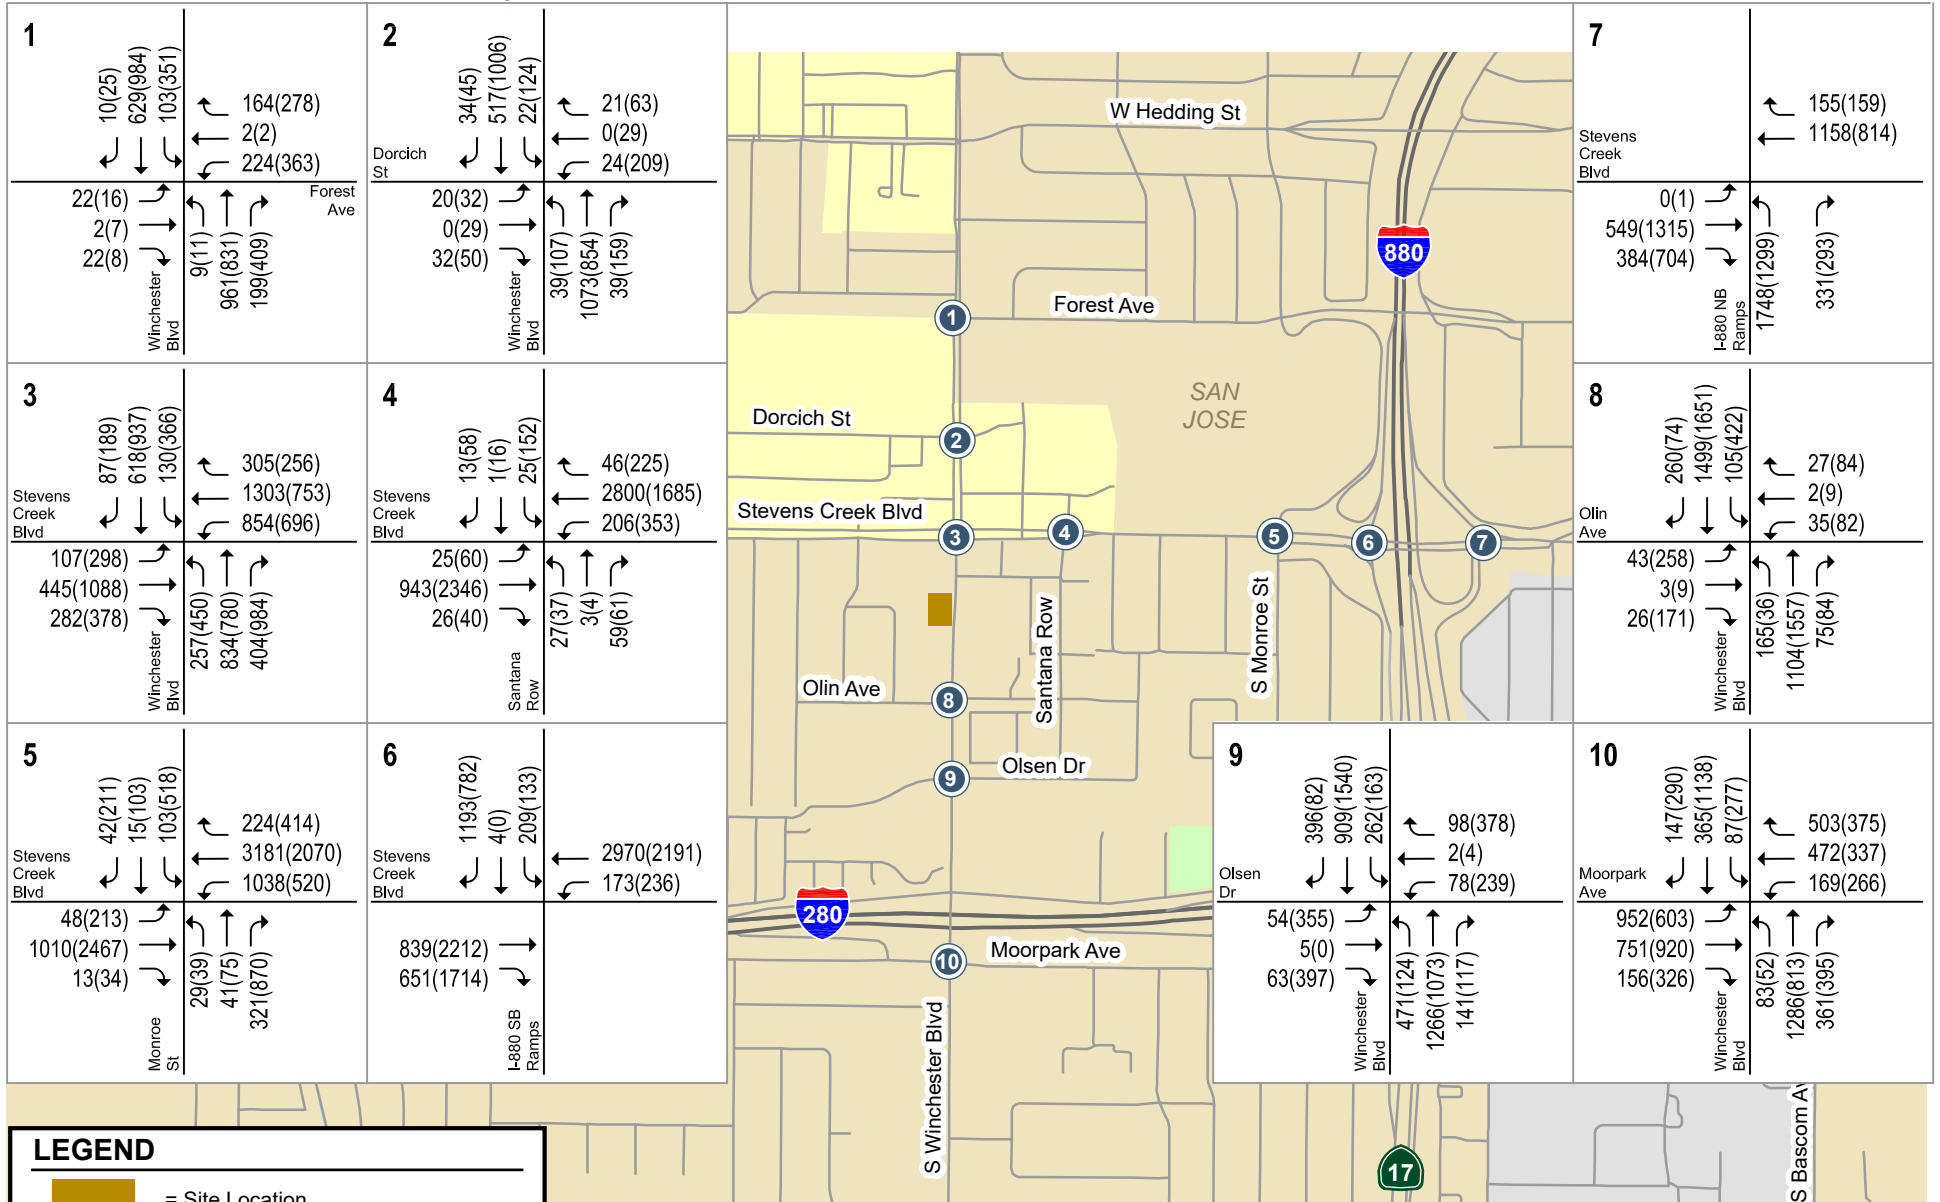 1
10(25)
629(984)
103(351)
164(278)
2(2)
224(363)
Forest
Ave
22(16)
2(7)
22(8)
9(11)
961(831)
199(409)
Winchester
Blvd
2
34(45)
517(1006)
22(124)
21(63)
0(29)
24(209)
Dorcich
St
20(32)
0(29)
32(50)
39(107)
1073(854)
39(159)
Winchester
Blvd
3
87(189)
618(937)
130(366)
305(256)
1303(753)
854(696)
Stevens
Creek
Blvd
107(298)
445(1088)
282(378)
257(450)
834(780)
404(984)
Winchester
Blvd
4
13(58)
1(16)
25(152)
46(225)
2800(1685)
206(353)
Stevens
Creek
Blvd
25(60)
943(2346)
26(40)
27(37)
3(4)
59(61)
Santana
Row
5
42(211)
15(103)
103(518)
224(414)
3181(2070)
1038(520)
Stevens
Creek
Blvd
48(213)
1010(2467)
13(34)
29(39)
41(75)
321(870)
Monroe
St
6
1193(782)
4(0)
209(133)
2970(2191)
173(236)
Stevens
Creek
Blvd
839(2212)
651(1714)
I-880 SB
Ramps
W Hedding St
880
Forest Ave
1
SAN
JOSE
Dorcich St
2
Stevens Creek Blvd
3
4
5
6
7
Santana Row
S Monroe St
Olin Ave
8
Olsen Dr
9
280
Moorpark Ave
10
S Winchester Blvd
17
S Bascom Av
7
155(159)
1158(814)
Stevens
Creek
Blvd
0(1)
549(1315)
384(704)
1748(1299)
331(293)
I-880 NB
Ramps
8
260(74)
1499(1651)
105(422)
27(84)
2(9)
35(82)
Olin
Ave
43(258)
3(9)
26(171)
165(36)
1104(1557)
75(84)
Winchester
Blvd
9
396(82)
909(1540)
262(163)
98(378)
2(4)
78(239)
Olsen
Dr
54(355)
5(0)
63(397)
471(124)
1266(1073)
141(117)
Winchester
Blvd
10
147(290)
365(1138)
87(277)
503(375)
472(337)
169(266)
Moorpark
Ave
952(603)
751(920)
156(326)
83(52)
1286(813)
361(395)
Winchester
Blvd
LEGEND
= Site Location